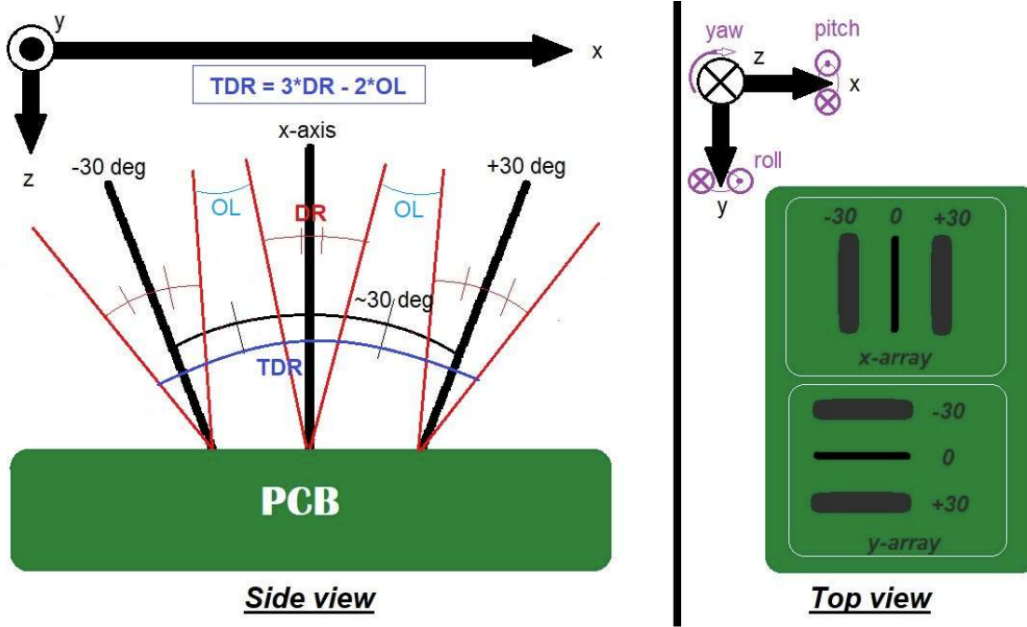 y
x
TDR = 3*DR - 2*OL
z
x-axis
-30 deg
+30 deg
OL
DR
OL
~30 deg
TDR
PCB
Side view
yaw
pitch
z
x
roll
y
-30 0 +30
x-array
-30
0
+30
y-array
Top view